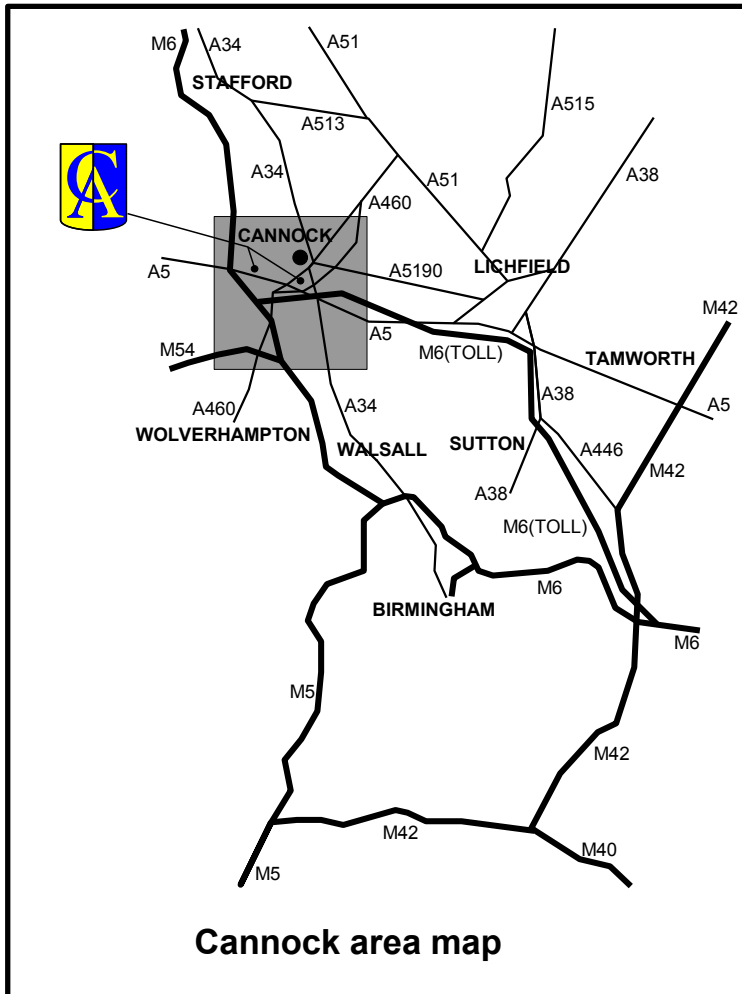 M6
A34
A51
STAFFORD
A515
A513
A34
A51
A38
A460
CA
CANNOCK
A5
A5190
LICHFIELD
M42
A5
M6(TOLL)
M54
TAMWORTH
A38
A5
A460
A34
WOLVERHAMPTON
WALSALL
SUTTON
A446
M42
A38
M6(TOLL)
M6
BIRMINGHAM
M6
M5
M42
M42
M40
M5
Cannock area map